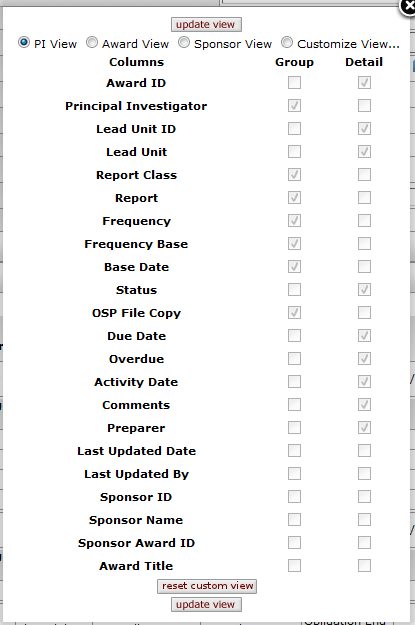 update view
PI View Award View Sponsor View Customize View...
Columns Group Detail
Award ID
Principal Investigator
Lead Unit ID
Lead Unit
Report Class
Report
Frequency
Frequency Base
Base Date
Status
OSP File Copy
Due Date
Overdue
Activity Date
Comments
Preparer
Last Updated Date
Last Updated By
Sponsor ID
Sponsor Name
Sponsor Award ID
Award Title
reset custom view
update view
Obligation End